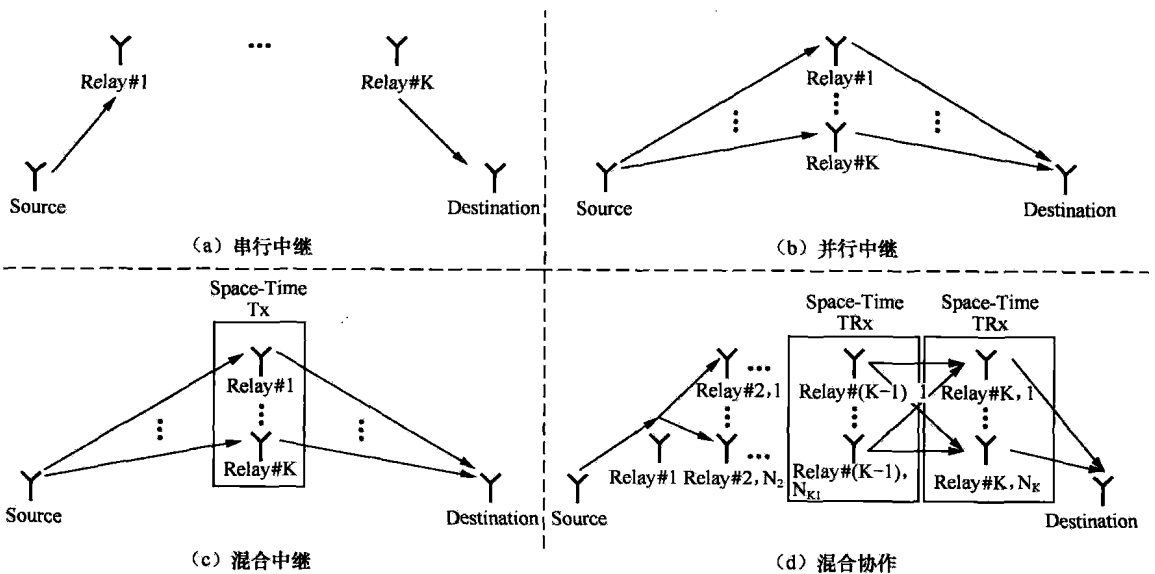 Relay#1
Relay#K
Source
Destination
(a) 串行中继
Relay#1
Relay#K
Source
Destination
(b) 并行中继
Space-Time
Tx
Relay#1
Relay#K
Source
Destination
(c) 混合中继
Space-Time
TRx
Space-Time
TRx
Relay#2,1
Relay#(K-1) 1
Relay#K, 1
Relay#1
Relay#2, N2
Relay#(K-1),
NK1
Relay#K, NK
Source
Destination
(d) 混合协作